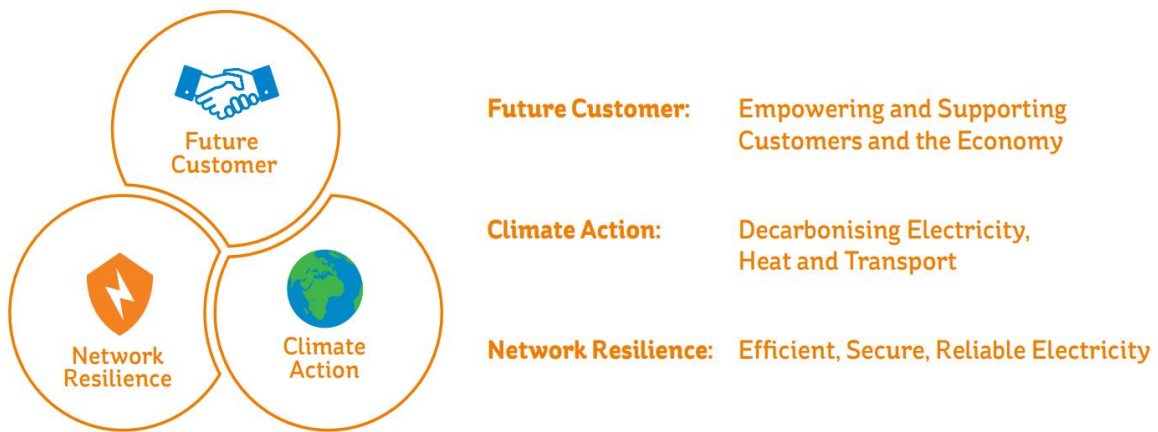 Future
Customer
Network
Resilience
Climate
Action
Future Customer: Empowering and Supporting
Customers and the Economy
Climate Action: Decarbonising Electricity,
Heat and Transport
Network Resilience: Efficient, Secure, Reliable Electricity